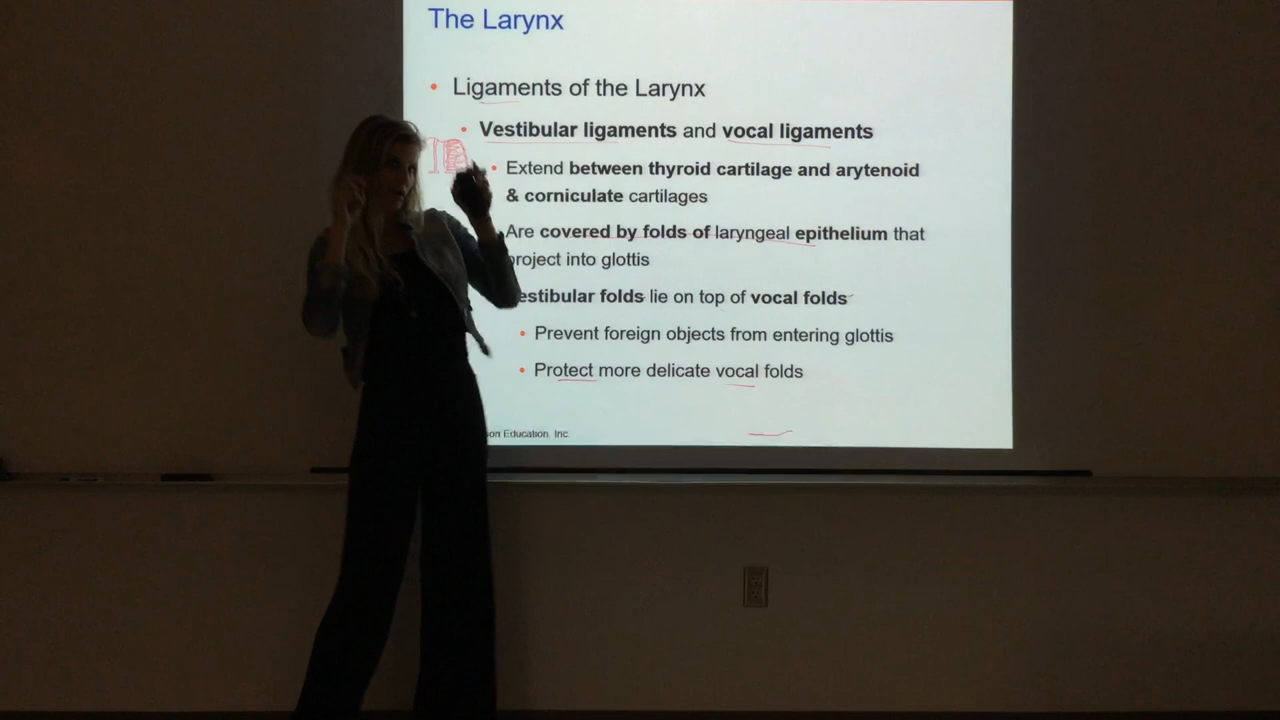 The Larynx
• Ligaments of the Larynx
• Vestibular ligaments and vocal ligaments
• Extend between thyroid cartilage and arytenoid
& corniculate cartilages
Are covered by folds of laryngeal epithelium that
project into glottis
estibular folds lie on top of vocal folds
• Prevent foreign objects from entering glottis
• Protect more delicate vocal folds
on Education, Inc.